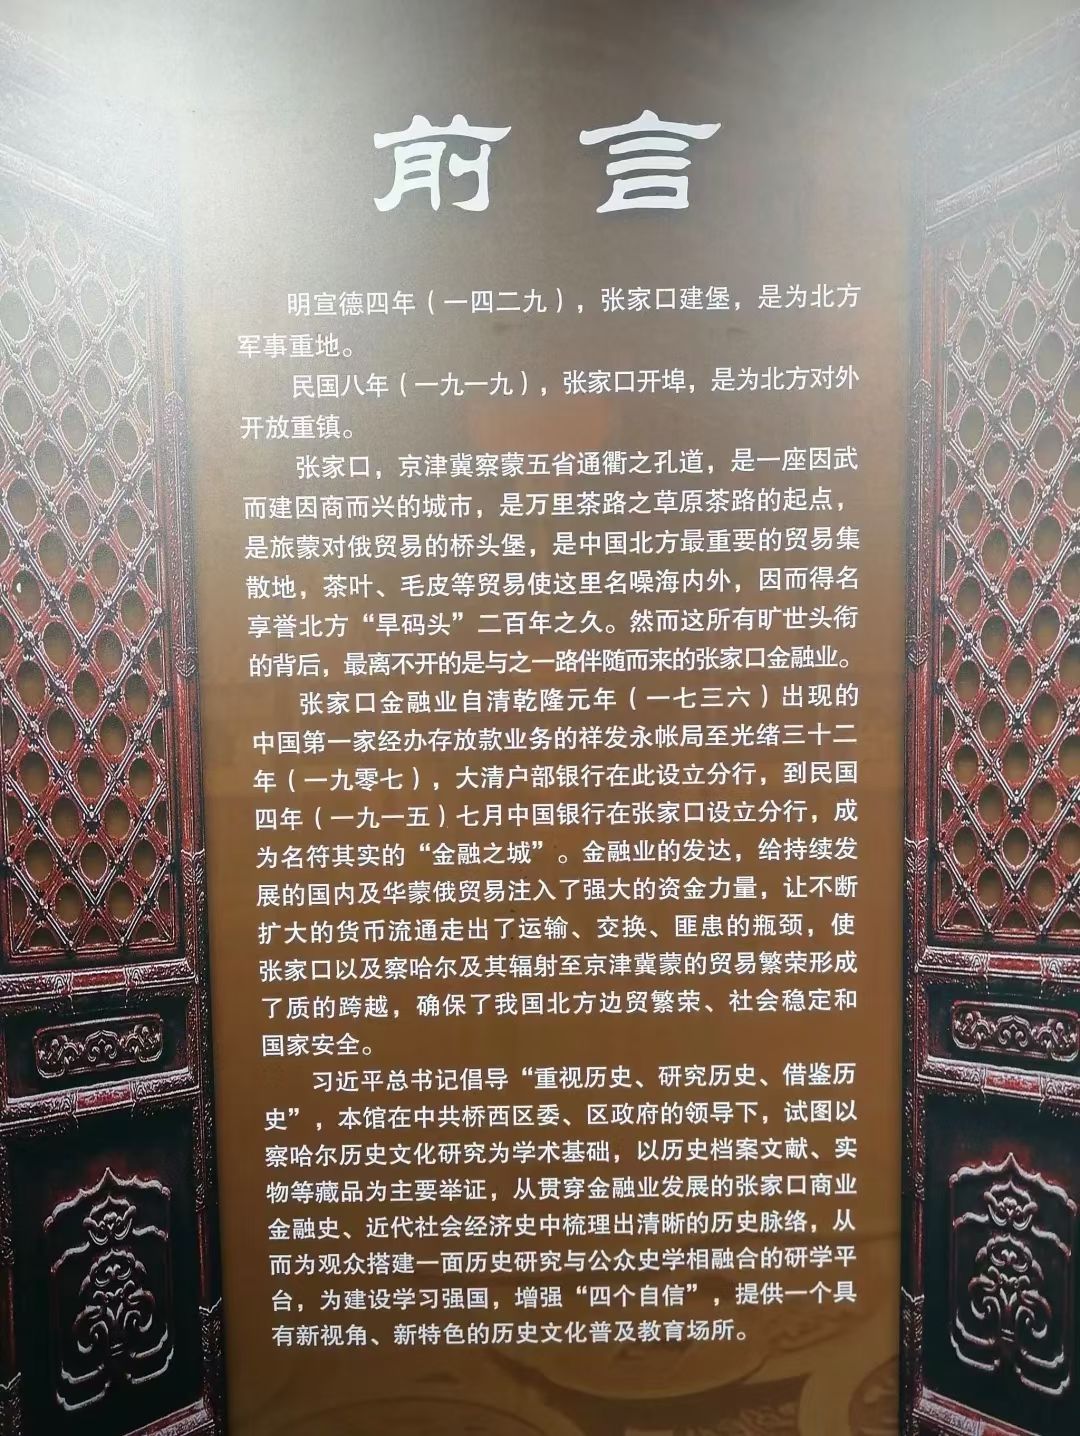 前言
明宣德四年（一四二九），张家口建堡，是为北方
军事重地。
民国八年（一九一九），张家口开埠，是为北方对外
开放重镇。
张家口，京津冀察蒙五省通衢之孔道，是一座因武
而建因商而兴的城市，是万里茶路之草原茶路的起点，
是旅蒙对俄贸易的桥头堡，是中国北方最重要的贸易集
散地，茶叶、毛皮等贸易使这里名噪海内外，因而得名
享誉北方“旱码头”二百年之久。然而这所有旷世头衔
的背后，最离不开的是与之一路伴随而来的张家口金融业。
张家口金融业自清乾隆元年（一七三六）出现的
中国第一家经办存放款业务的祥发永帐局至光绪三十二
年（一九零七），大清户部银行在此设立分行，到民国
四年（一九一五）七月中国银行在张家口设立分行，成
为名符其实的“金融之城”。金融业的发达，给持续发
展的国内及华蒙俄贸易注入了强大的资金力量，让不断
扩大的货币流通走出了运输、交换、匪患的瓶颈，使
张家口以及察哈尔及其辐射至京津冀蒙的贸易繁荣形成
了质的跨越，确保了我国北方边贸繁荣、社会稳定和
国家安全。
习近平总书记倡导“重视历史、研究历史、借鉴历
史”，本馆在中共桥西区委、区政府的领导下，试图以
察哈尔历史文化研究为学术基础，以历史档案文献、实
物等藏品为主要举证，从贯穿金融业发展的张家口商业
金融史、近代社会经济史中梳理出清晰的历史脉络，从
而为观众搭建一面历史研究与公众史学相融合的研学平
台，为建设学习强国，增强“四个自信”，提供一个具
有新视角、新特色的历史文化普及教育场所。